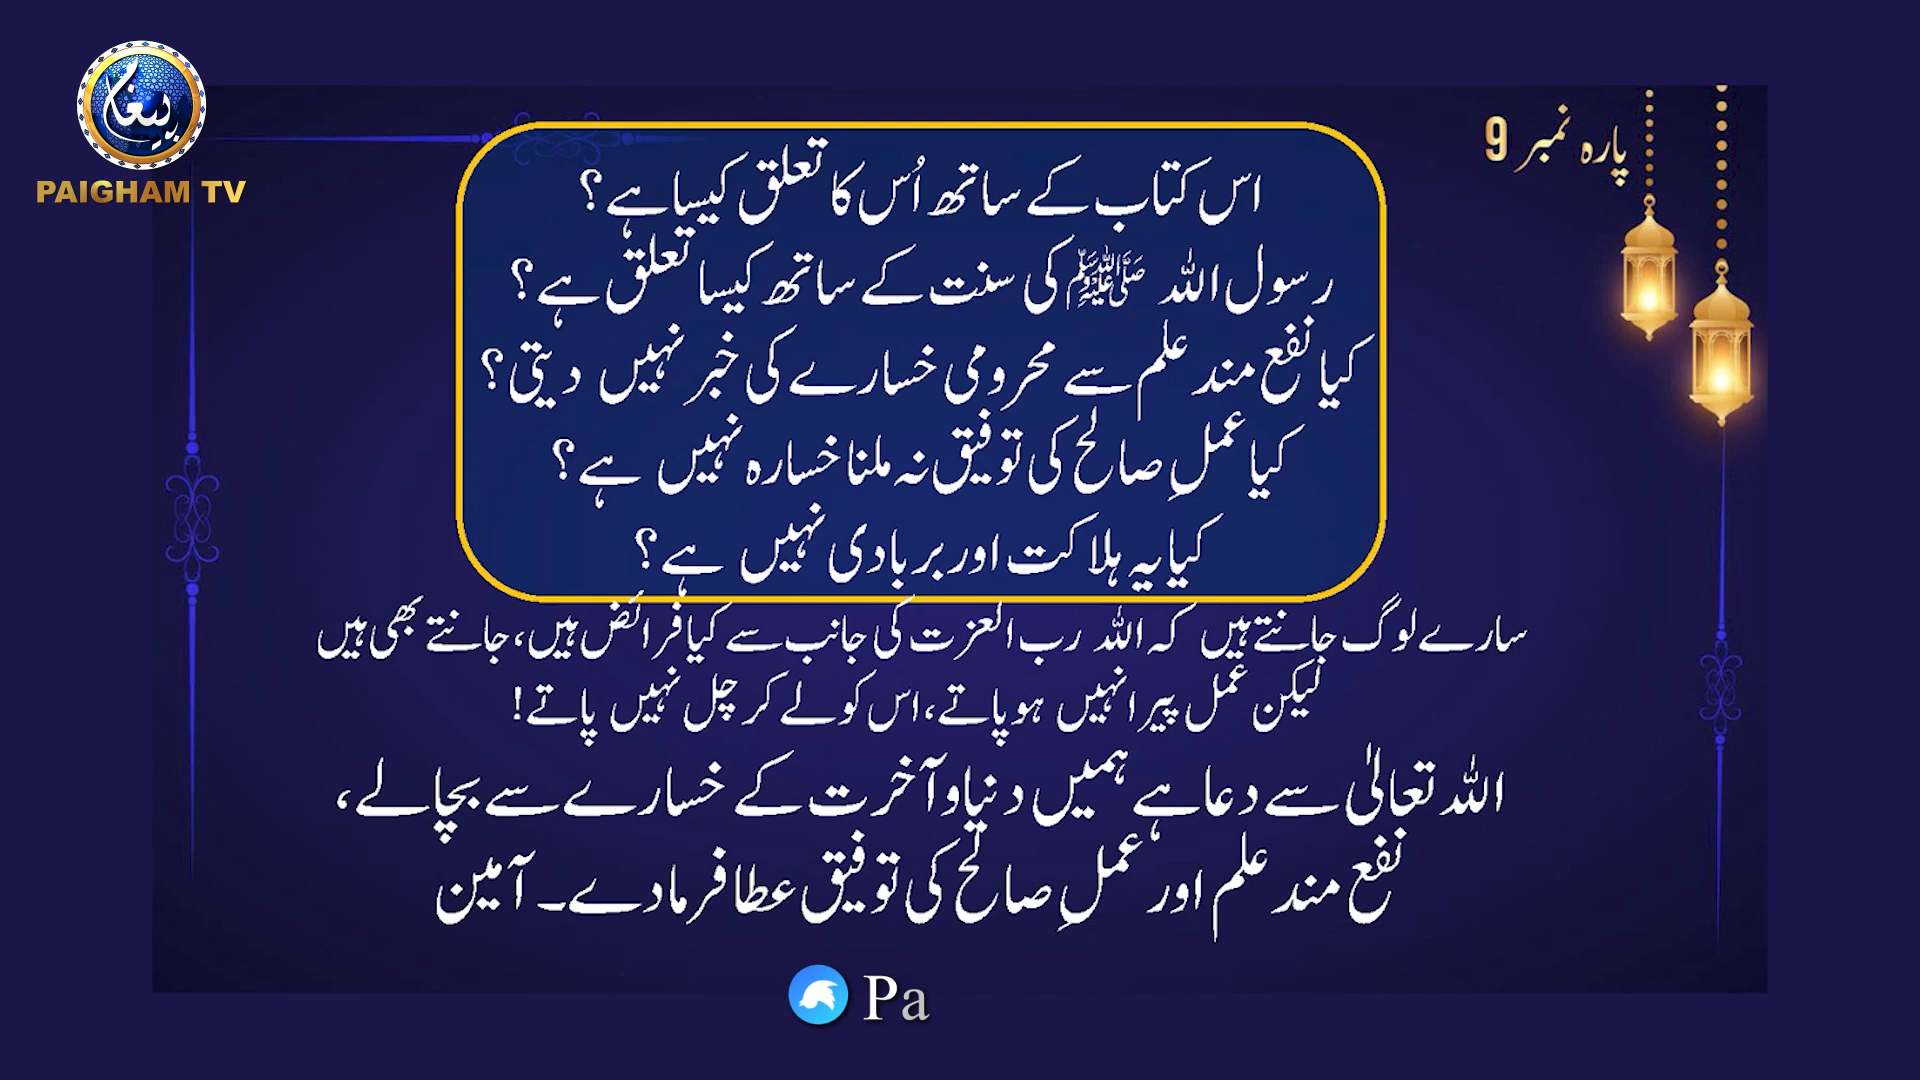 پیغام
PAIGHAM TV
پارہ نمبر 9
اس کتاب کے ساتھ اُس کا تعلق کیسا ہے؟
رسول اللہ ﷺ کی سنت کے ساتھ کیسا تعلق ہے؟
کیا نفع مند علم سے محرومی خسارے کی خبر نہیں دیتی؟
کیا عملِ صالح کی توفیق نہ ملنا خسارہ نہیں ہے؟
کیا یہ ہلاکت اور بربادی نہیں ہے؟
سارے لوگ جانتے ہیں کہ اللہ رب العزت کی جانب سے کیا فرائض ہیں، جانتے بھی ہیں
لیکن عمل پیرا نہیں ہو پاتے، اس کو لے کر چل نہیں پاتے!
اللہ تعالیٰ سے دعا ہے ہمیں دنیا و آخرت کے خسارے سے بچا لے،
نفع مند علم اور عملِ صالح کی توفیق عطا فرما دے۔ آمین
Pa